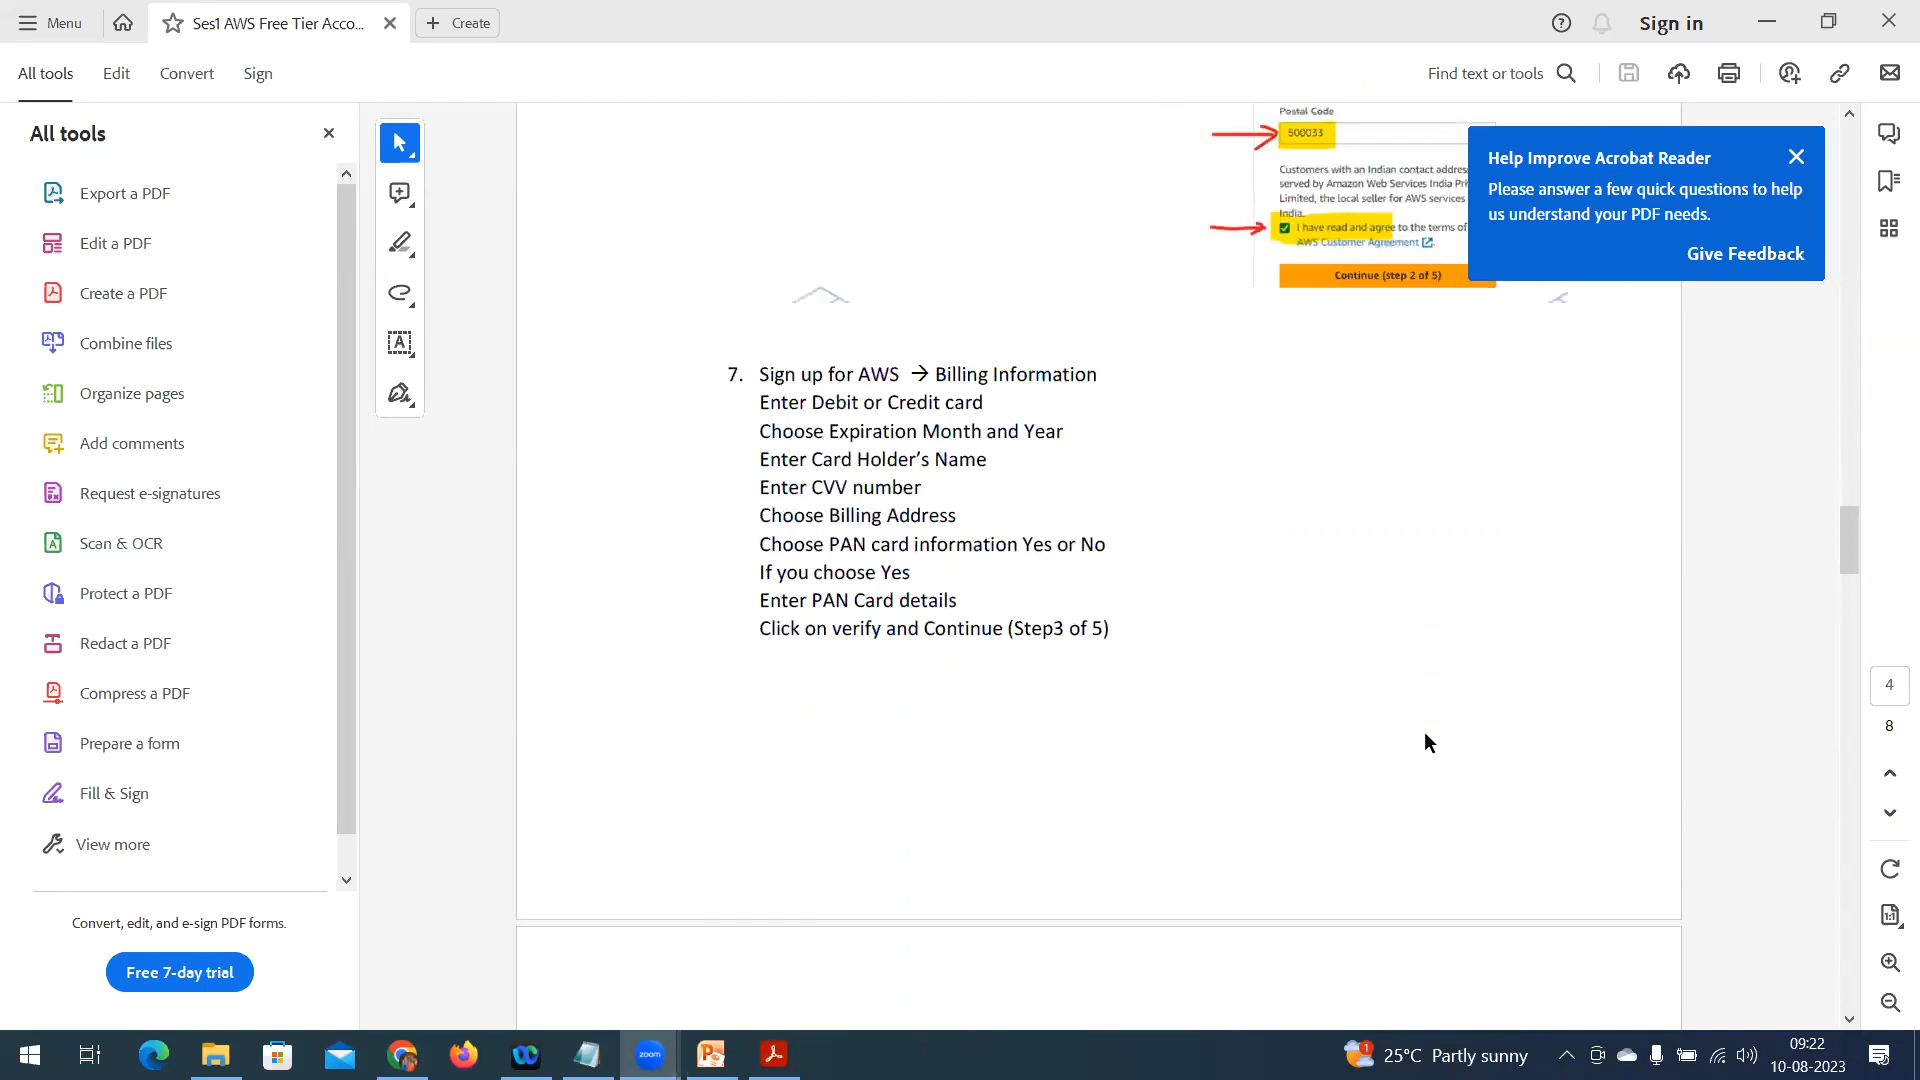 Menu
Ses1 AWS Free Tier Acco...
Create
Sign in
All tools
Edit
Convert
Sign
Find text or tools
All tools
Export a PDF
Edit a PDF
Create a PDF
Combine files
Organize pages
Add comments
Request e-signatures
Scan & OCR
Protect a PDF
Redact a PDF
Compress a PDF
Prepare a form
Fill & Sign
View more
Convert, edit, and e-sign PDF forms.
Free 7-day trial
Postal Code
500033
Customers with an Indian contact address
served by Amazon Web Services India Pri
Limited, the local seller for AWS services
India.
I have read and agree to the terms of
AWS Customer Agreement
Continue (step 2 of 5)
Help Improve Acrobat Reader
Please answer a few quick questions to help
us understand your PDF needs.
Give Feedback
7. Sign up for AWS → Billing Information
Enter Debit or Credit card
Choose Expiration Month and Year
Enter Card Holder’s Name
Enter CVV number
Choose Billing Address
Choose PAN card information Yes or No
If you choose Yes
Enter PAN Card details
Click on verify and Continue (Step3 of 5)
4
8
zoom
1
25°C Partly sunny
09:22
10-08-2023